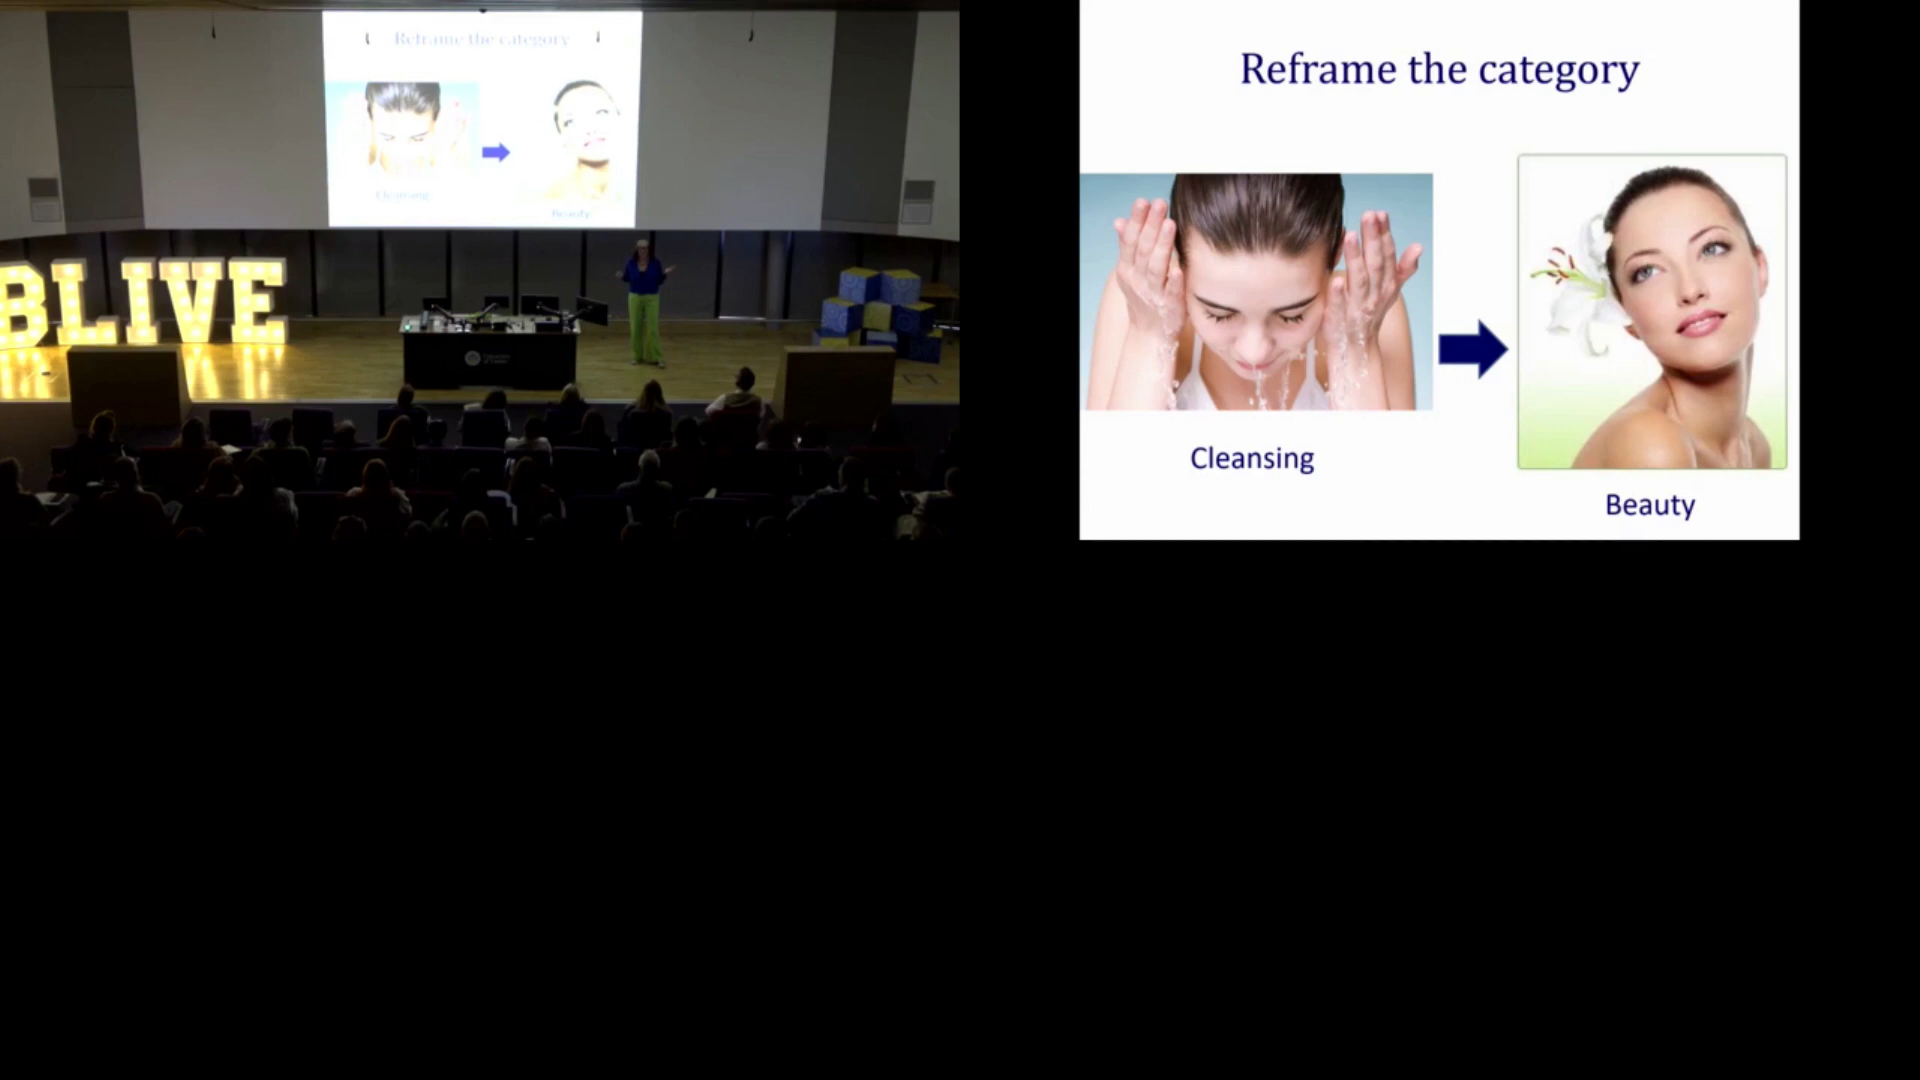 Reframe the category
Cleansing
Beauty
BLIVE
Reframe the category
Cleansing
Beauty